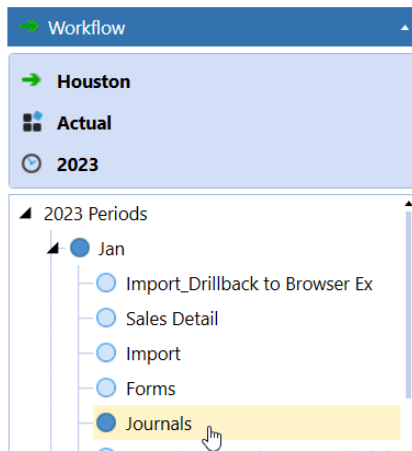 Workflow
Houston
Actual
2023
2023 Periods
Jan
Import_Drillback to Browser Ex
Sales Detail
Import
Forms
Journals